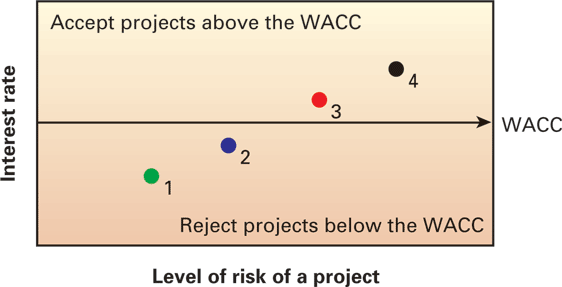 Accept projects above the WACC
4
3
WACC
2
1
Reject projects below the WACC
Interest rate
Level of risk of a project